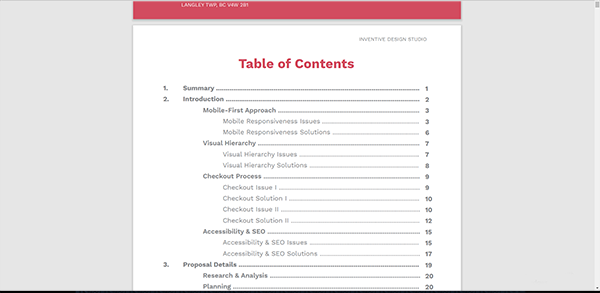 LANGLEY TWP, BC V4W 2B1
INVENTIVE DESIGN STUDIO
Table of Contents
1. Summary 1
2. Introduction 2
Mobile-First Approach 3
Mobile Responsiveness Issues 3
Mobile Responsiveness Solutions 6
Visual Hierarchy 7
Visual Hierarchy Issues 7
Visual Hierarchy Solutions 8
Checkout Process 9
Checkout Issue I 9
Checkout Solution I 10
Checkout Issue II 10
Checkout Solution II 12
Accessibility & SEO 15
Accessibility & SEO Issues 15
Accessibility & SEO Solutions 17
3. Proposal Details 19
Research & Analysis 20
Planning 20